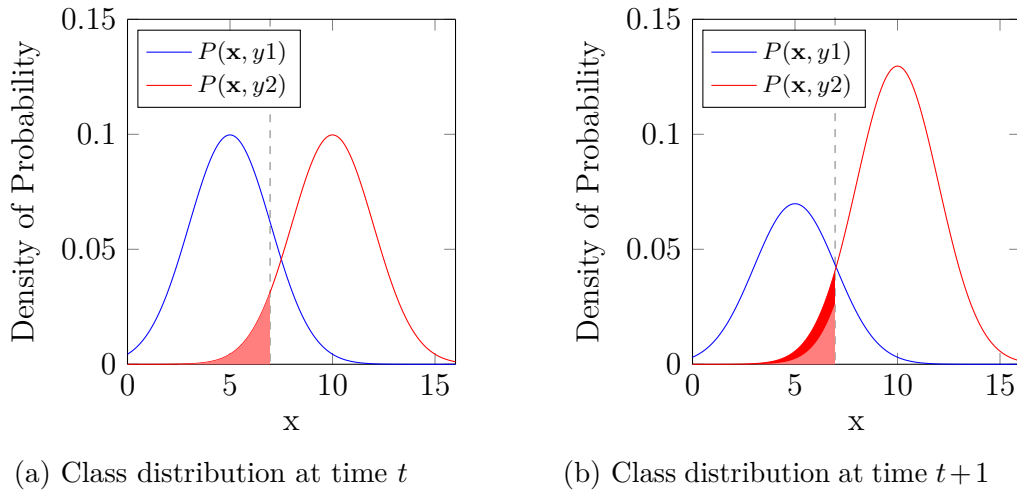 0.15
0.1
0.05
0
Density of Probability
P(x, y1)
P(x, y2)
0 5 10 15
x
(a) Class distribution at time t
0.15
0.1
0.05
0
Density of Probability
P(x, y1)
P(x, y2)
0 5 10 15
x
(b) Class distribution at time t+1